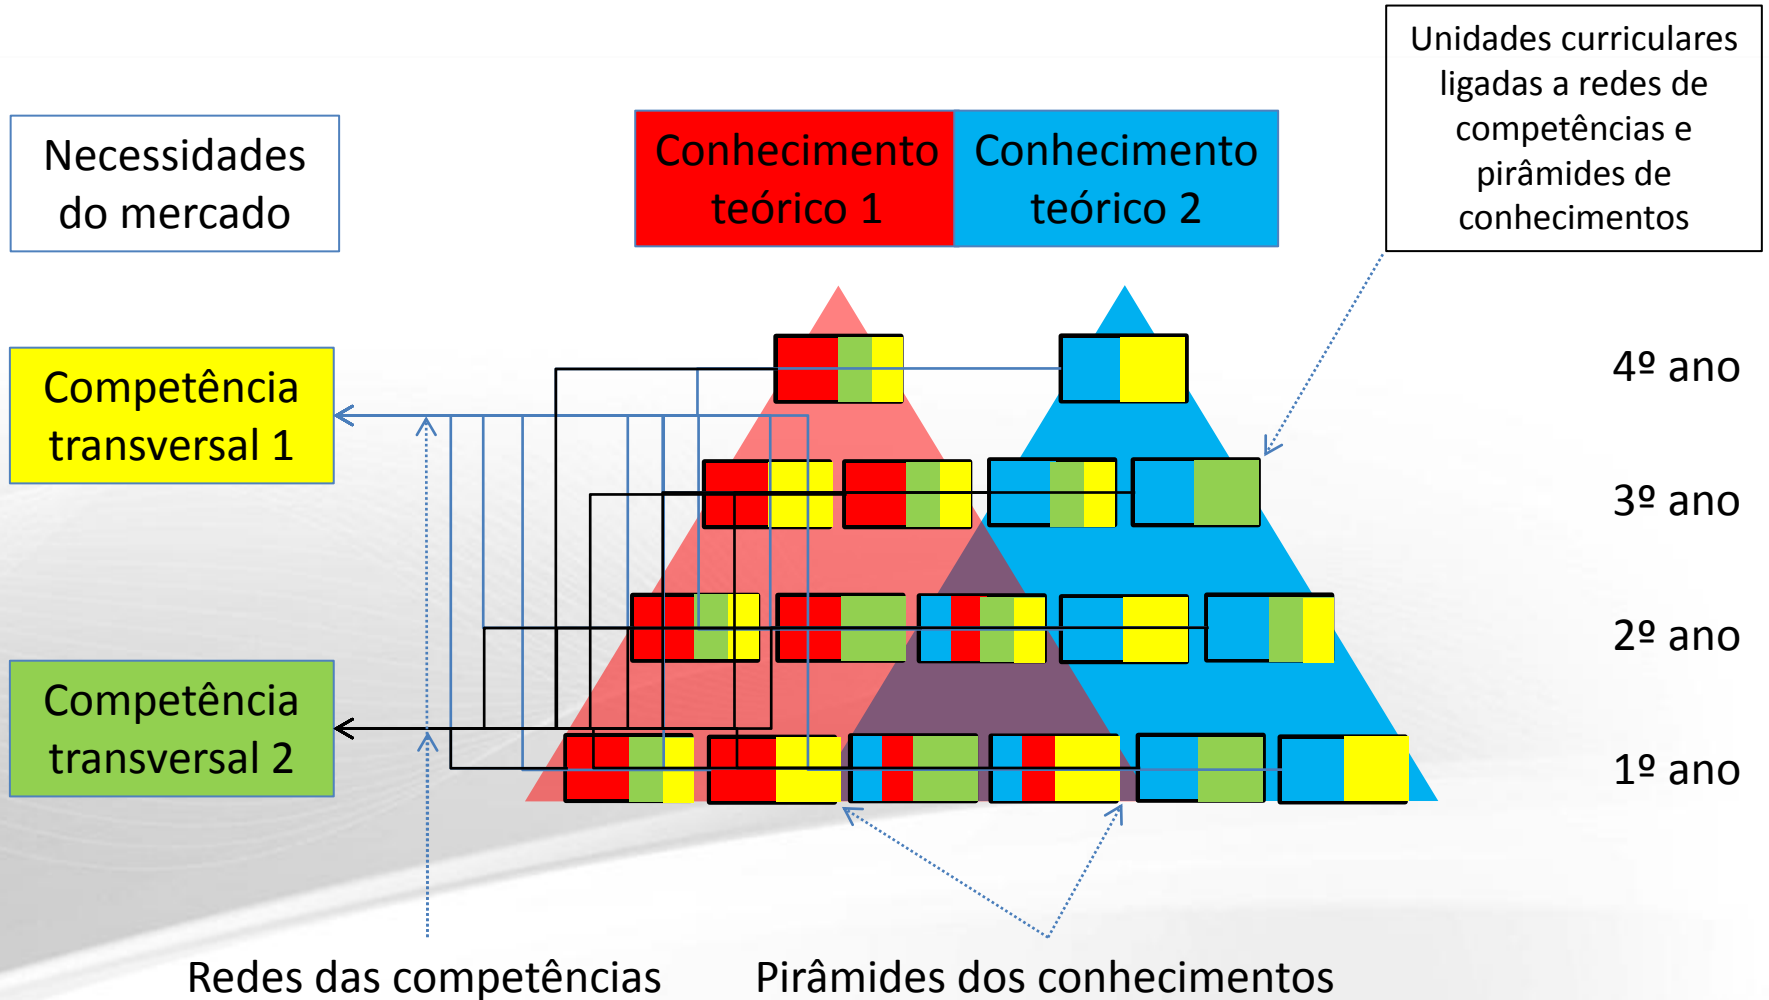 Necessidades
do mercado
Conhecimento
teórico 1
Conhecimento
teórico 2
Unidades curriculares
ligadas a redes de
competências e
pirâmides de
conhecimentos
Competência
transversal 1
4º ano
3º ano
2º ano
Competência
transversal 2
1º ano
Redes das competências
Pirâmides dos conhecimentos